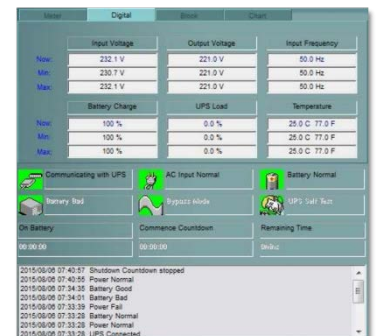 Meter Digital Block Chart
Input Voltage Output Voltage Input Frequency
Now: 232.1 V 221.0 V 50.0 Hz
Min: 230.7 V 221.0 V 50.0 Hz
Max: 232.1 V 221.0 V 50.0 Hz
Battery Charge UPS Load Temperature
Now: 100 % 0.0 % 25.0 C 77.0 F
Min: 100 % 0.0 % 25.0 C 77.0 F
Max: 100 % 0.0 % 25.0 C 77.0 F
Communicating with UPS AC Input Normal Battery Normal
Battery Bad Bypass Mode UPS Self Test
On Battery Commence Countdown Remaining Time
00:00:00 00:00:00
2015/08/06 07:40:57 Shutdown Countdown stopped
2015/08/06 07:40:56 Power Normal
2015/08/06 07:34:35 Battery Good
2015/08/06 07:34:01 Battery Bad
2015/08/06 07:33:39 Power Fail
2015/08/06 07:33:28 Battery Normal
2015/08/06 07:33:28 Power Normal
2015/08/06 07:33:28 UPS Connected